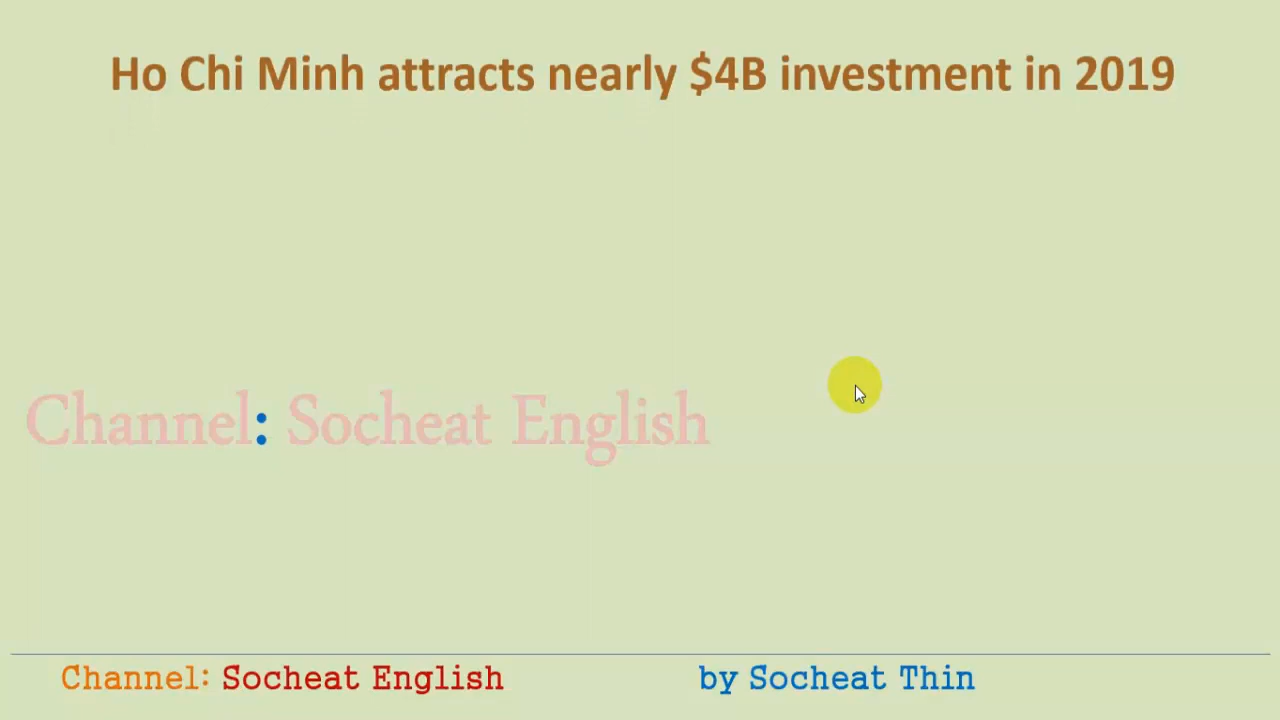 Ho Chi Minh attracts nearly $4B investment in 2019
Channel: Socheat English
Channel: Socheat English by Socheat Thin